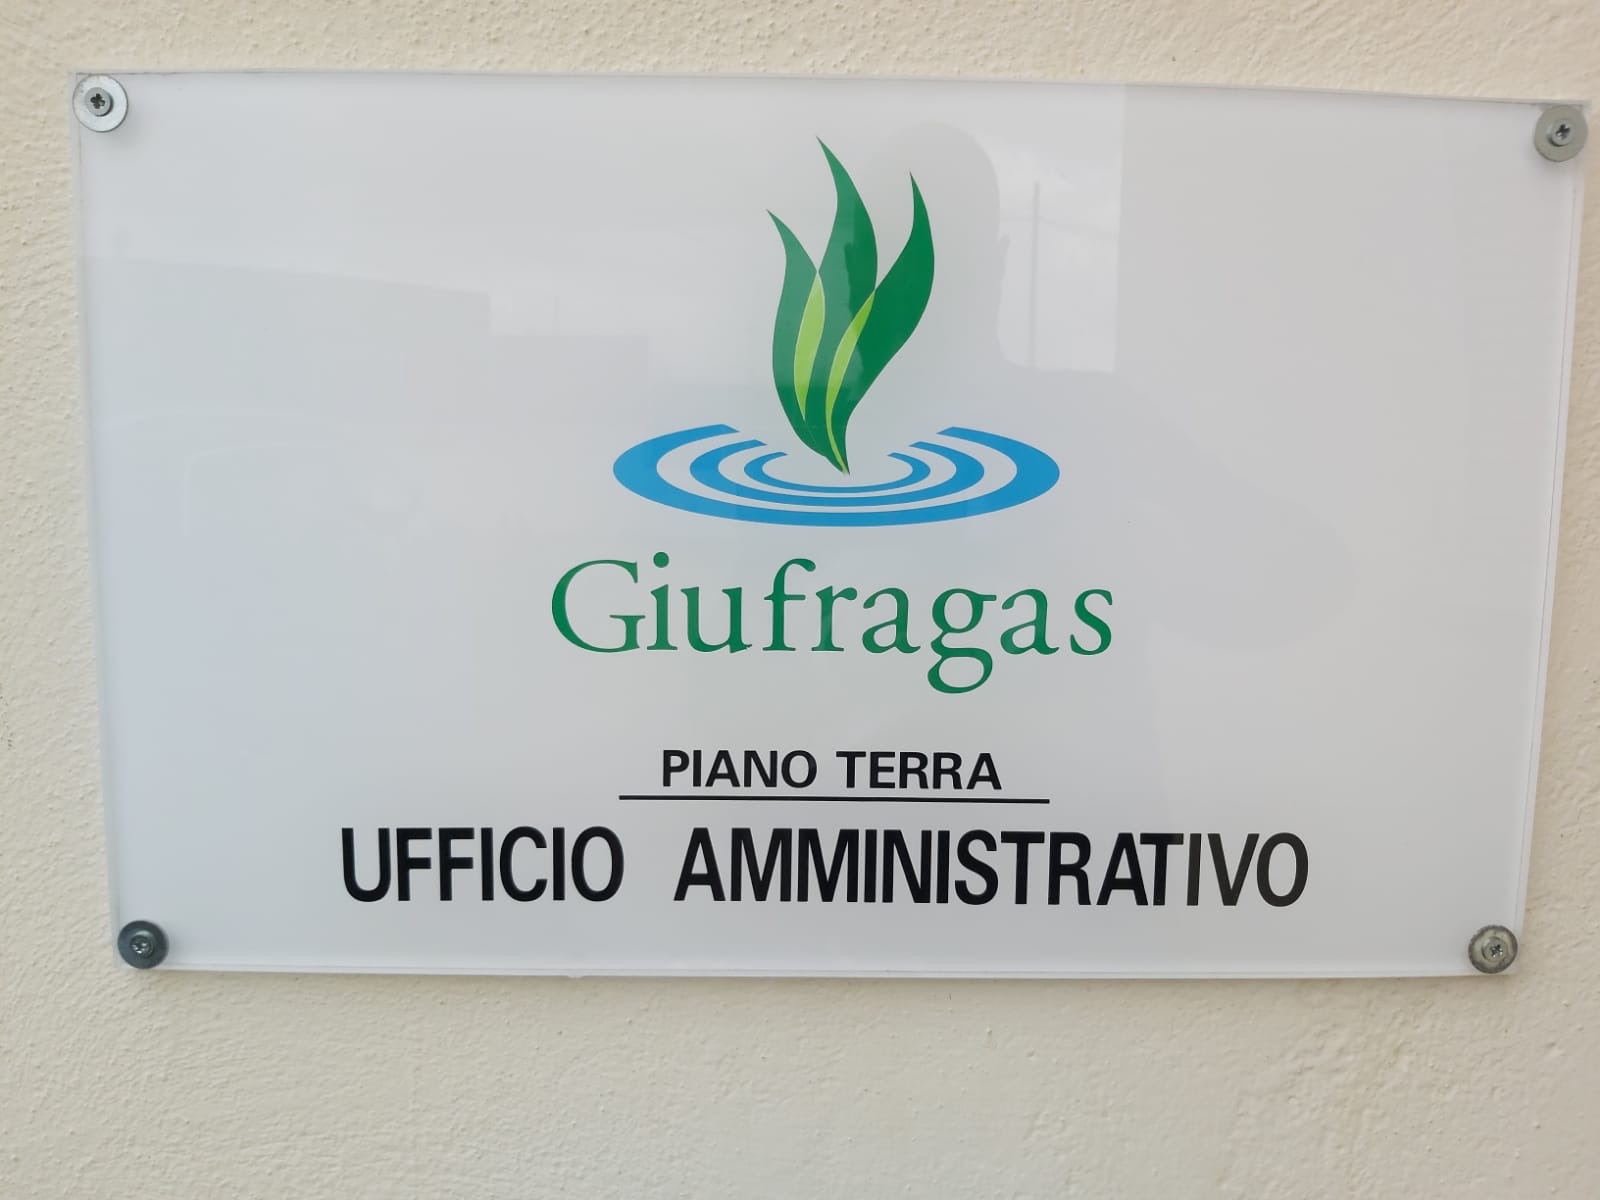 Giufragas
PIANO TERRA
UFFICIO AMMINISTRATIVO